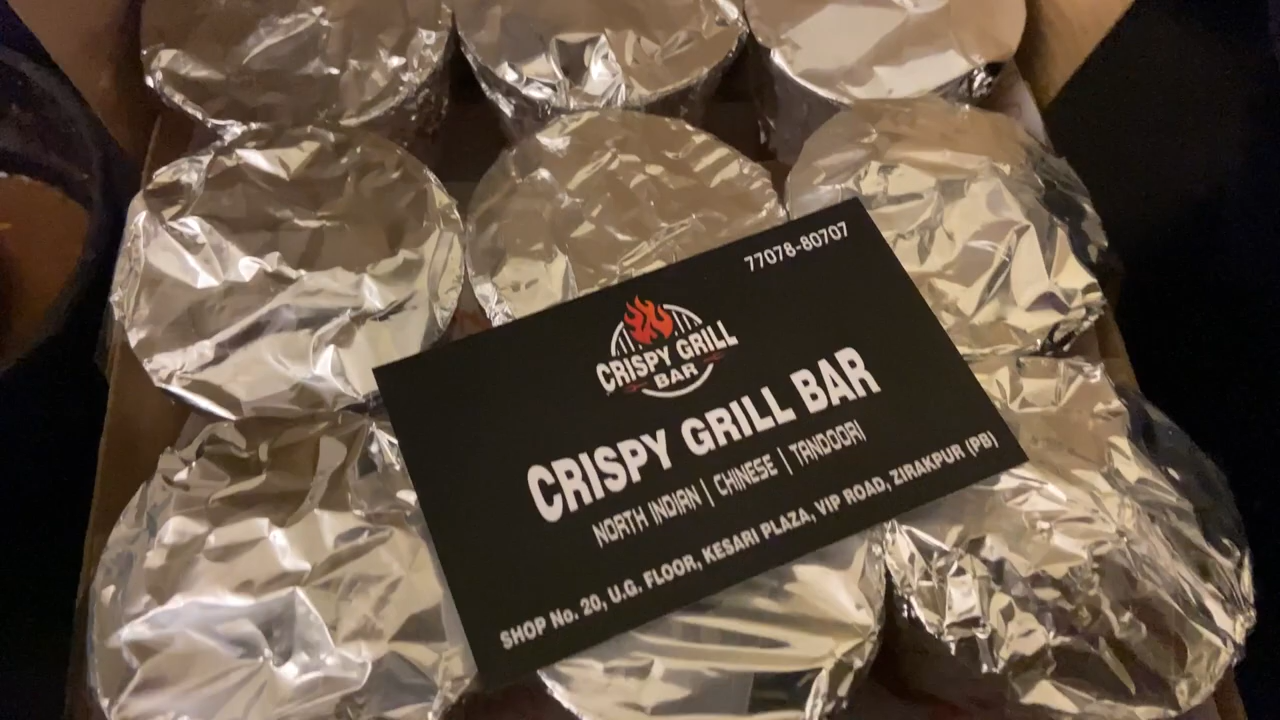 77078-80707
CRISPY GRILL
BAR
CRISPY GRILL BAR
NORTH INDIAN | CHINESE | TANDOORI
SHOP No. 20, U.G. FLOOR, KESARI PLAZA, VIP ROAD, ZIRAKPUR (PB)